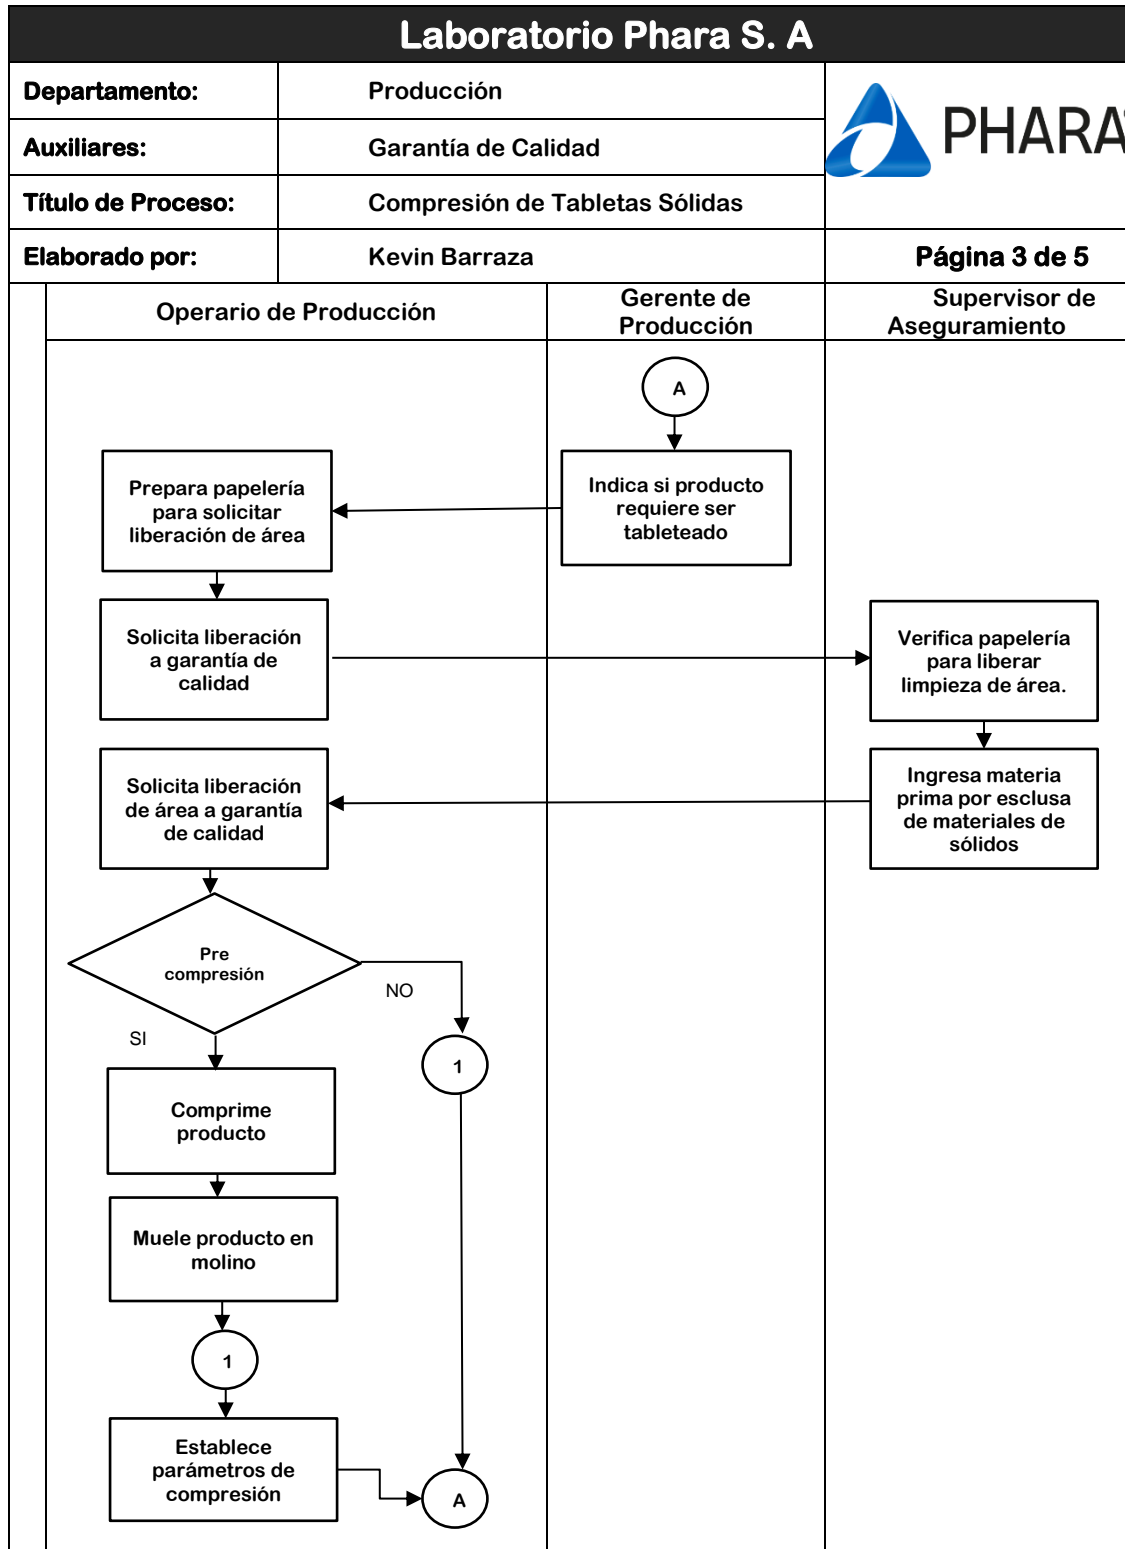 Laboratorio Phara S. A
Departamento:
Producción
PHARA
Auxiliares:
Garantía de Calidad
Título de Proceso:
Compresión de Tabletas Sólidas
Elaborado por:
Kevin Barraza
Página 3 de 5
Operario de Producción
Gerente de
Producción
Supervisor de
Aseguramiento
A
Indica si producto
requiere ser
tableteado
Prepara papelería
para solicitar
liberación de área
Solicita liberación
a garantía de
calidad
Verifica papelería
para liberar
limpieza de área.
Ingresa materia
prima por esclusa
de materiales de
sólidos
Solicita liberación
de área a garantía
de calidad
Pre
compresión
NO
SI
1
Comprime
producto
Muele producto en
molino
1
Establece
parámetros de
compresión
A